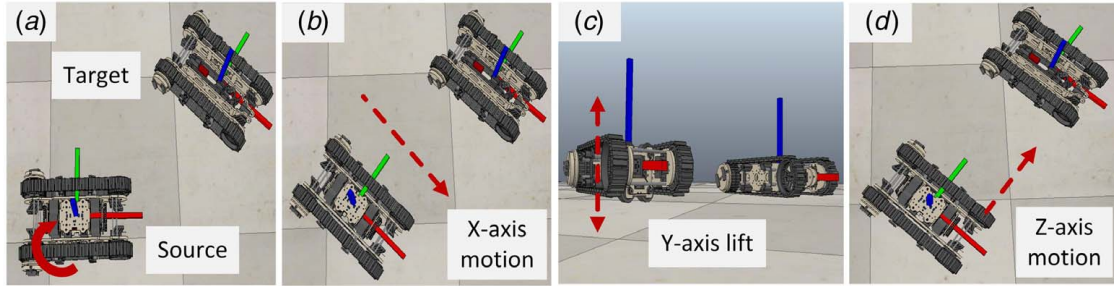 (a)
Target
Source
(b)
X-axis
motion
(c)
Y-axis lift
(d)
Z-axis
motion